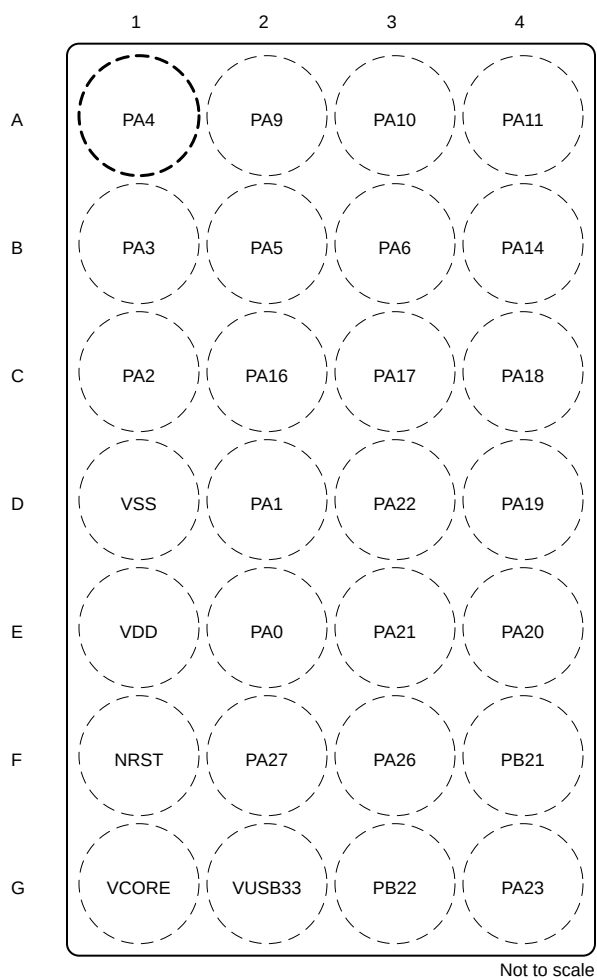 1 2 3 4
A PA4 PA9 PA10 PA11
B PA3 PA5 PA6 PA14
C PA2 PA16 PA17 PA18
D VSS PA1 PA22 PA19
E VDD PA0 PA21 PA20
F NRST PA27 PA26 PB21
G VCORE VUSB33 PB22 PA23
Not to scale